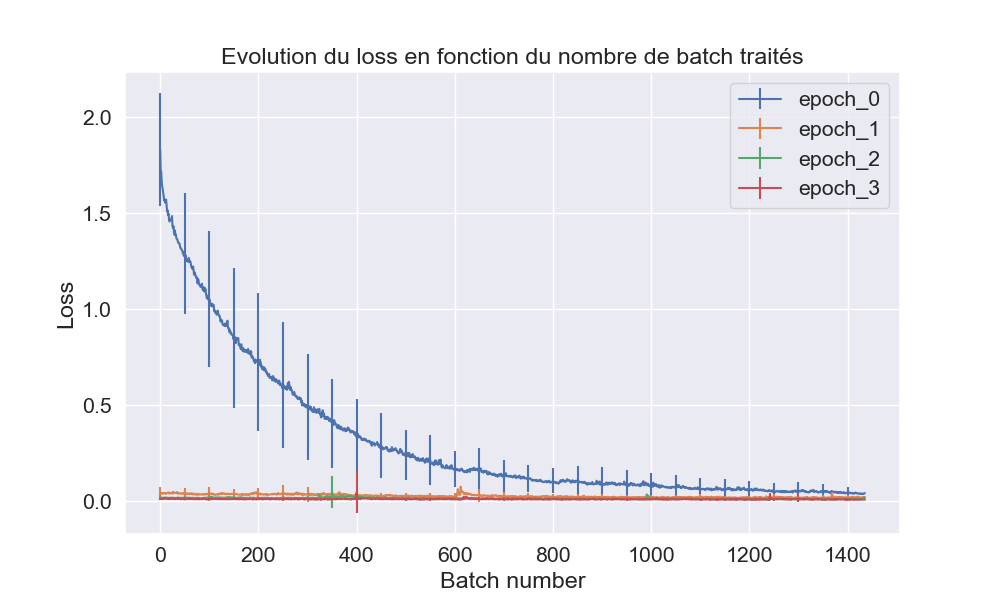 Evolution du loss en fonction du nombre de batch traités
epoch_0
epoch_1
epoch_2
epoch_3
Loss
2.0
1.5
1.0
0.5
0.0
0 200 400 600 800 1000 1200 1400
Batch number